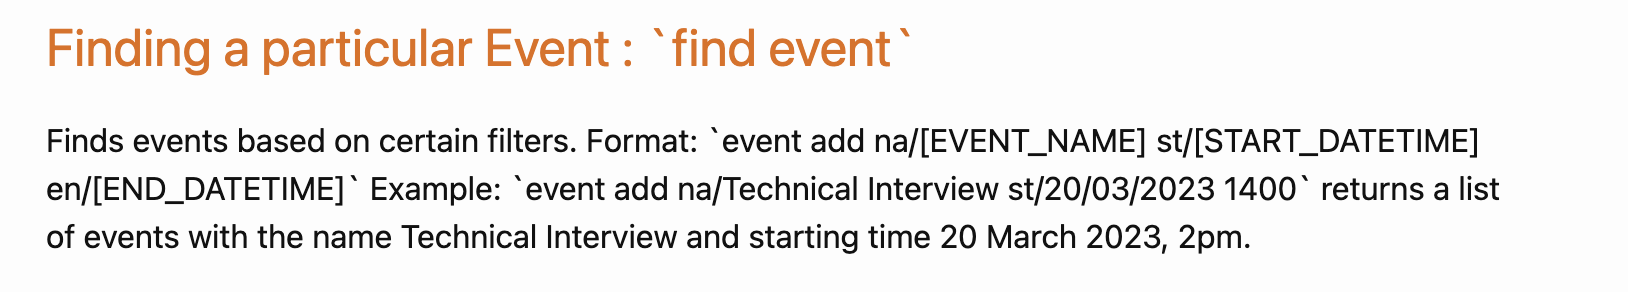 Finding a particular Event : `find event`
Finds events based on certain filters. Format: `event add na/[EVENT_NAME] st/[START_DATETIME]
en/[END_DATETIME]` Example: `event add na/Technical Interview st/20/03/2023 1400` returns a list
of events with the name Technical Interview and starting time 20 March 2023, 2pm.